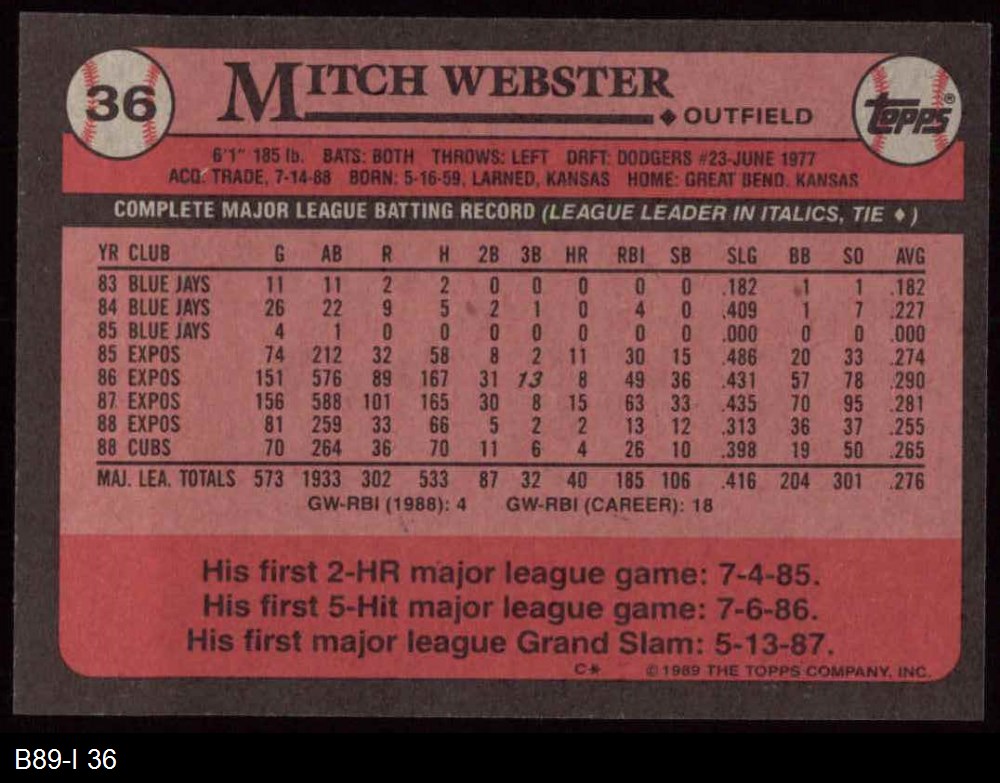 36
MITCH WEBSTER
◆ OUTFIELD
topps®
6'1" 185 lb. BATS: BOTH THROWS: LEFT DRFT: DODGERS #23-JUNE 1977
ACQ: TRADE, 7-14-88 BORN: 5-16-59, LARNED, KANSAS HOME: GREAT BEND, KANSAS
COMPLETE MAJOR LEAGUE BATTING RECORD (LEAGUE LEADER IN ITALICS, TIE ♦)
YR CLUB G AB R H 2B 3B HR RBI SB SLG BB SO AVG
83 BLUE JAYS 11 11 2 2 0 0 0 0 0 .182 1 1 .182
84 BLUE JAYS 26 22 9 5 2 1 0 4 0 .409 1 7 .227
85 BLUE JAYS 4 1 0 0 0 0 0 0 0 .000 0 0 .000
85 EXPOS 74 212 32 58 8 2 11 30 15 .486 20 33 .274
86 EXPOS 151 576 89 167 31 13 8 49 36 .431 57 78 .290
87 EXPOS 156 588 101 165 30 8 15 63 33 .435 70 95 .281
88 EXPOS 81 259 33 66 5 2 2 13 12 .313 36 37 .255
88 CUBS 70 264 36 70 11 6 4 26 10 .398 19 50 .265
MAJ. LEA. TOTALS 573 1933 302 533 87 32 40 185 106 .416 204 301 .276
GW-RBI (1988): 4 GW-RBI (CAREER): 18
His first 2-HR major league game: 7-4-85.
His first 5-Hit major league game: 7-6-86.
His first major league Grand Slam: 5-13-87.
C* © 1989 THE TOPPS COMPANY, INC.
B89-I 36